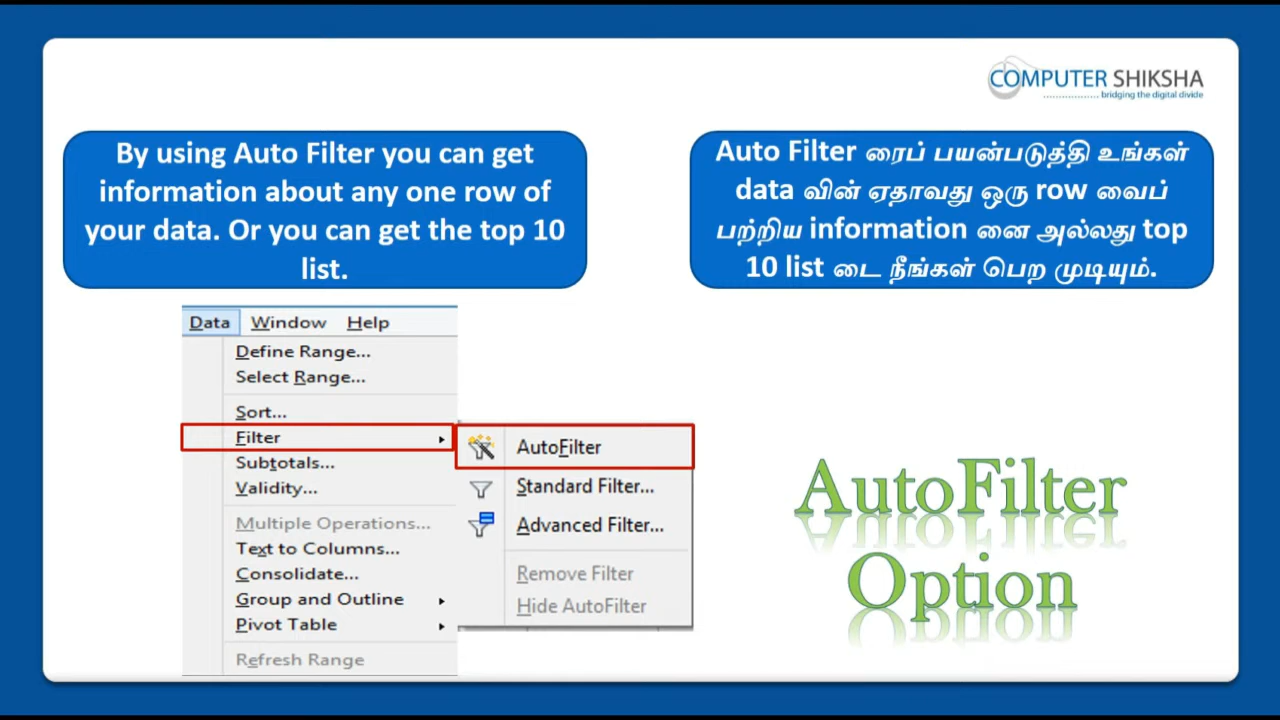 COMPUTER SHIKSHA
bridging the digital divide
By using Auto Filter you can get
information about any one row of
your data. Or you can get the top 10
list.
Auto Filter ரைப் பயன்படுத்தி உங்கள்
data வின் ஏதாவது ஒரு row வைப்
பற்றிய information னை அல்லது top
10 list டை நீங்கள் பெற முடியும்.
Data Window Help
Define Range...
Select Range...
Sort...
Filter
Subtotals...
Validity...
Multiple Operations...
Text to Columns...
Consolidate...
Group and Outline
Pivot Table
Refresh Range
AutoFilter
Standard Filter...
Advanced Filter...
Remove Filter
Hide AutoFilter
AutoFilter
Option